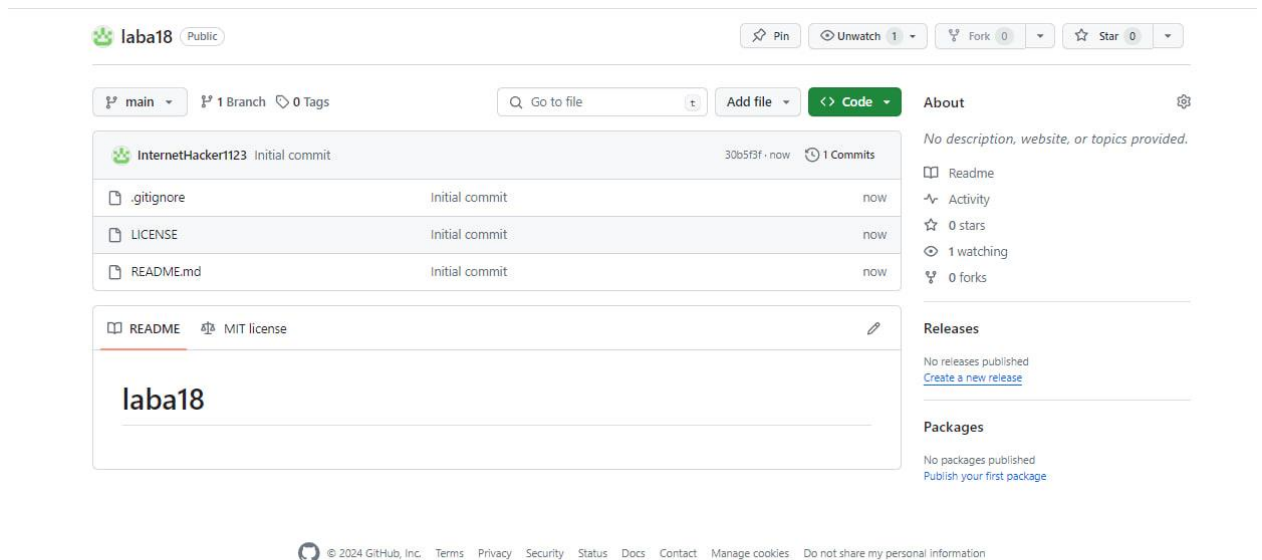 laba18 Public
Pin Unwatch 1 Fork 0 Star 0
main 1 Branch 0 Tags Go to file t Add file Code
InternetHacker1123 Initial commit 30b5f3f · now 1 Commits
.gitignore Initial commit now
LICENSE Initial commit now
README.md Initial commit now
README MIT license
laba18
About
No description, website, or topics provided.
Readme
Activity
0 stars
1 watching
0 forks
Releases
No releases published
Create a new release
Packages
No packages published
Publish your first package
© 2024 GitHub, Inc. Terms Privacy Security Status Docs Contact Manage cookies Do not share my personal information